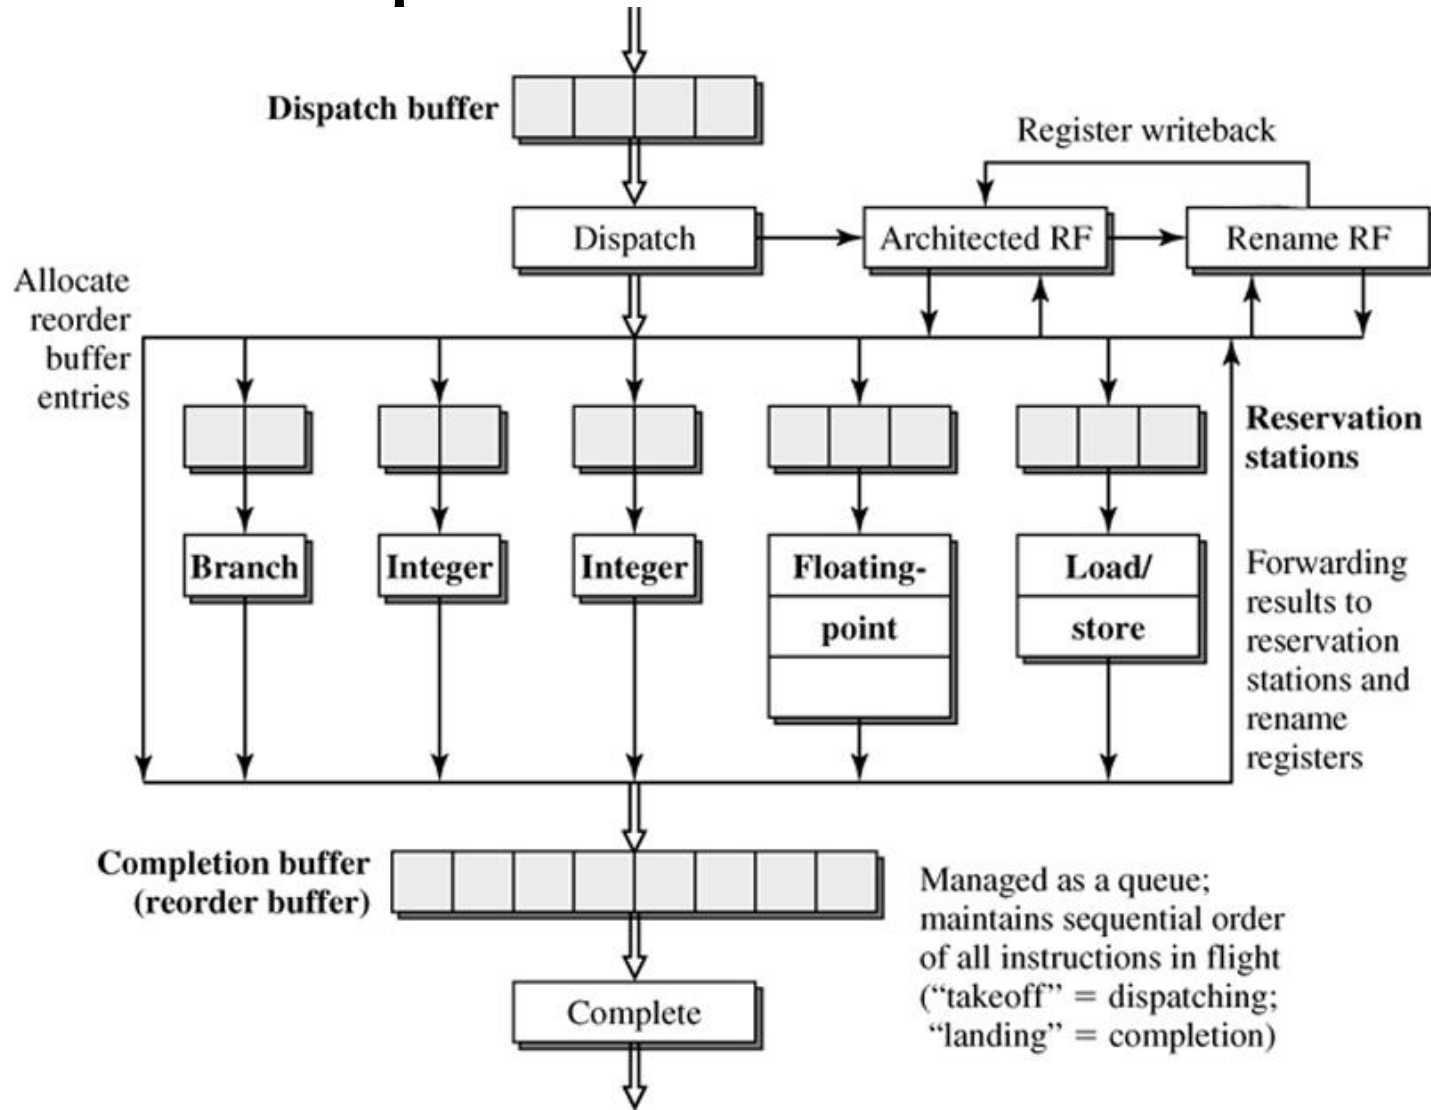 Dispatch buffer
Register writeback
Dispatch
Architected RF
Rename RF
Allocate
reorder
buffer
entries
Reservation
stations
Branch
Integer
Integer
Floating-
point
Load/
store
Forwarding
results to
reservation
stations and
rename
registers
Completion buffer
(reorder buffer)
Managed as a queue;
maintains sequential order
of all instructions in flight
(“takeoff” = dispatching;
“landing” = completion)
Complete